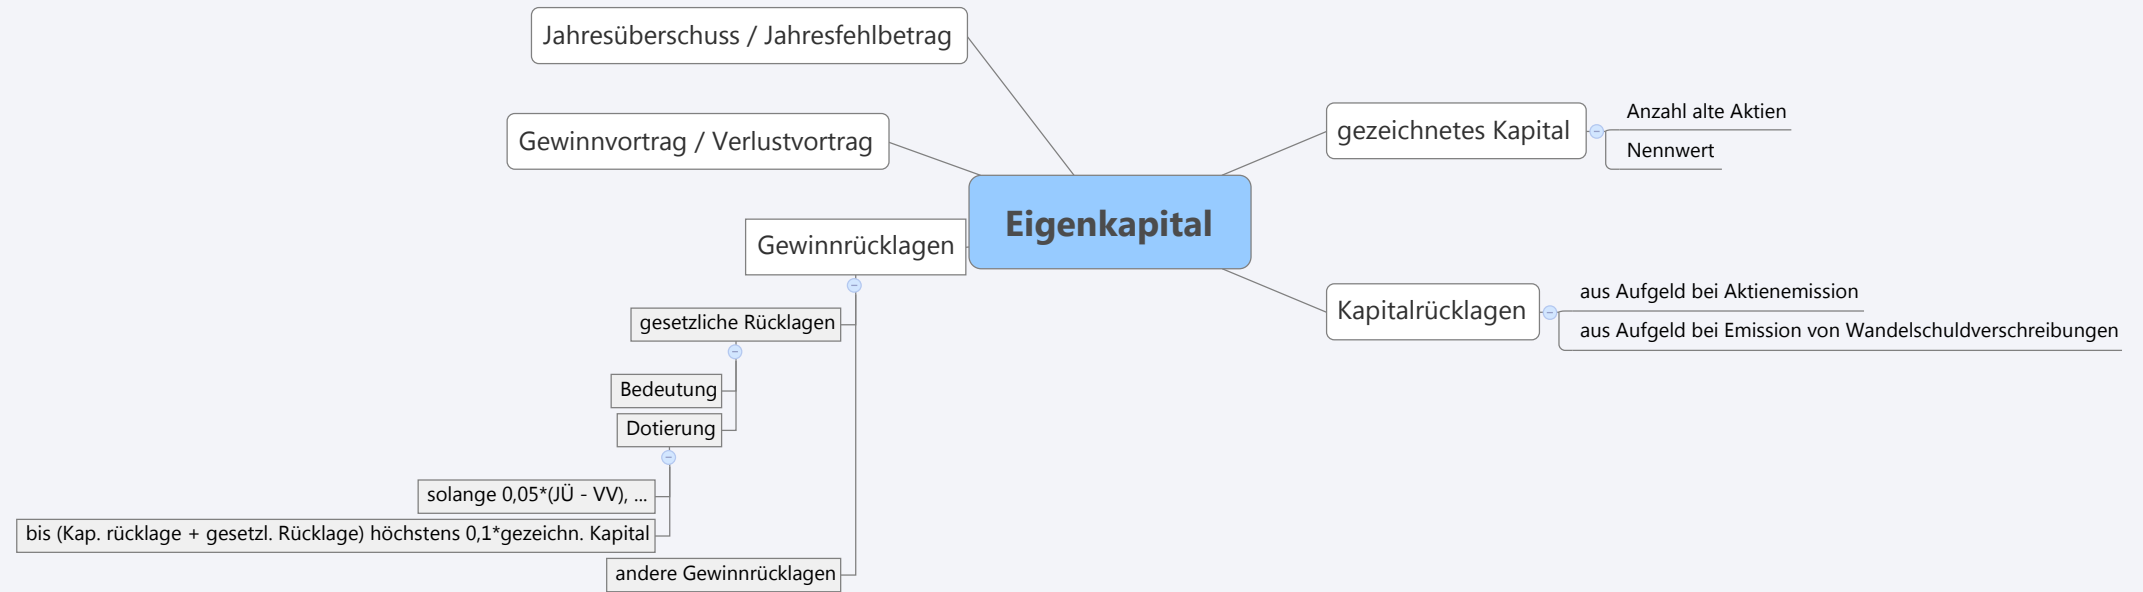 Jahresüberschuss / Jahresfehlbetrag
Gewinnvortrag / Verlustvortrag
Eigenkapital
Gewinnrücklagen
gesetzliche Rücklagen
Bedeutung
Dotierung
solange 0,05*(JÜ - VV), ...
bis (Kap. rücklage + gesetzl. Rücklage) höchstens 0,1*gezeichn. Kapital
andere Gewinnrücklagen
gezeichnetes Kapital
Anzahl alte Aktien
Nennwert
Kapitalrücklagen
aus Aufgeld bei Aktienemission
aus Aufgeld bei Emission von Wandelschuldverschreibungen